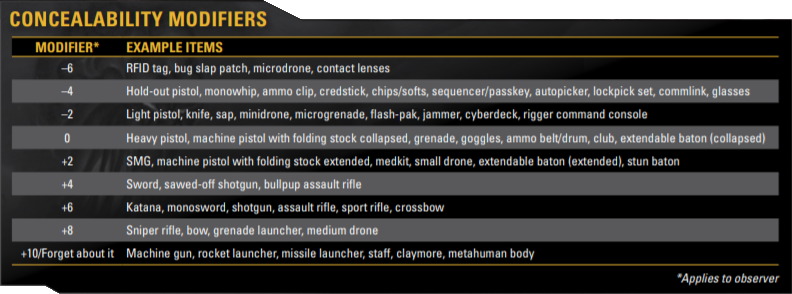 CONCEALABILITY MODIFIERS
MODIFIER* EXAMPLE ITEMS
–6 RFID tag, bug slap patch, microdrone, contact lenses
–4 Hold-out pistol, monowhip, ammo clip, credstick, chips/softs, sequencer/passkey, autopicker, lockpick set, commlink, glasses
–2 Light pistol, knife, sap, minidrone, microgrenade, flash-pak, jammer, cyberdeck, rigger command console
0 Heavy pistol, machine pistol with folding stock collapsed, grenade, goggles, ammo belt/drum, club, extendable baton (collapsed)
+2 SMG, machine pistol with folding stock extended, medkit, small drone, extendable baton (extended), stun baton
+4 Sword, sawed-off shotgun, bullpup assault rifle
+6 Katana, monosword, shotgun, assault rifle, sport rifle, crossbow
+8 Sniper rifle, bow, grenade launcher, medium drone
+10/Forget about it Machine gun, rocket launcher, missile launcher, staff, claymore, metahuman body
*Applies to observer